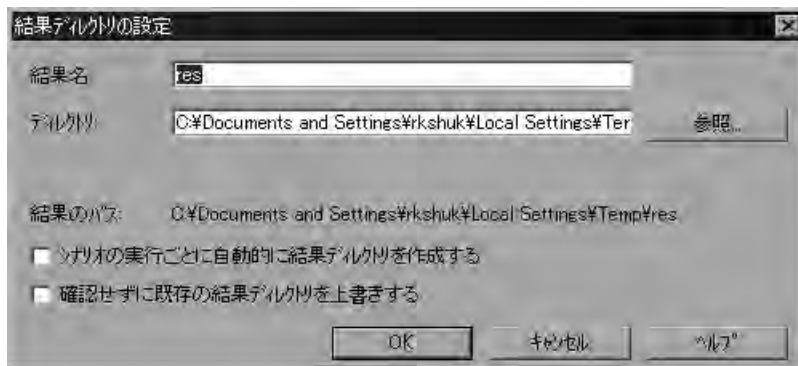 結果ディレクトリの設定
結果名 res
ディレクトリ: C:¥Documents and Settings¥rkshuk¥Local Settings¥Ter 参照...
結果のパス: C:¥Documents and Settings¥rkshuk¥Local Settings¥Temp¥res
シナリオの実行ごとに自動的に結果ディレクトリを作成する
確認せずに既存の結果ディレクトリを上書きする
OK キャンセル ヘルプ